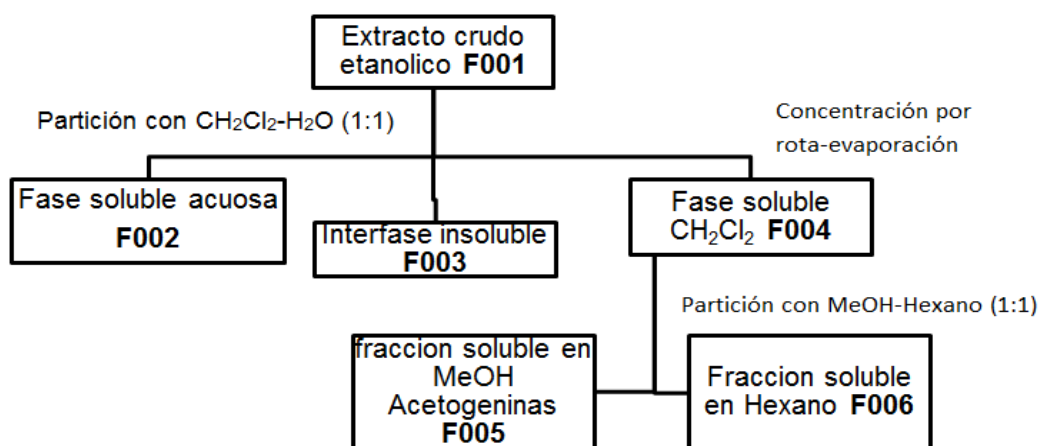 Extracto crudo
etanolico F001
Partición con CH₂Cl₂-H₂O (1:1)
Concentración por
rota-evaporación
Fase soluble acuosa
F002
Interfase insoluble
F003
Fase soluble
CH₂Cl₂ F004
Partición con MeOH-Hexano (1:1)
fraccion soluble en
MeOH
Acetogeninas
F005
Fraccion soluble
en Hexano F006